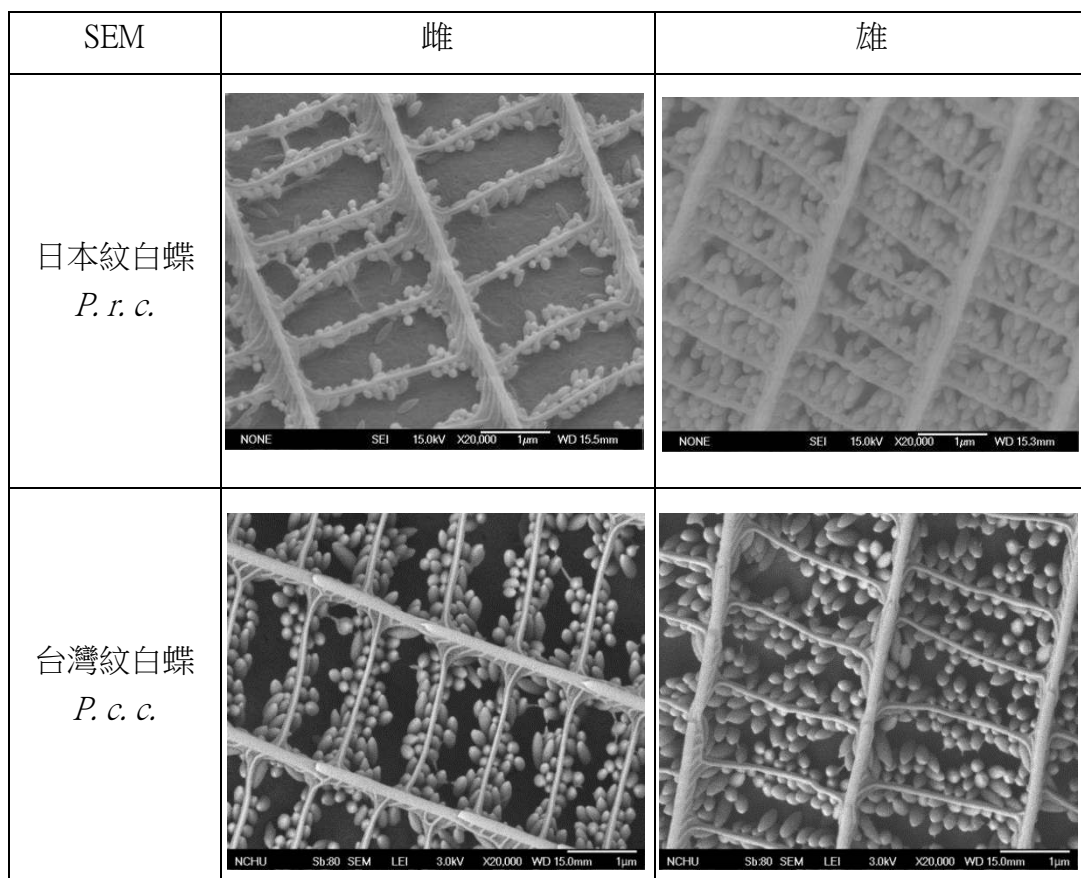 SEM 雌 雄
日本紋白蝶
P. r. c.
NONE SEI 15.0kV X20,000 1μm WD 15.5mm
NONE SEI 15.0kV X20,000 1μm WD 15.3mm
台灣紋白蝶
P. c. c.
NCHU Sb:80 SEM LEI 3.0kV X20,000 WD 15.0mm 1μm
NCHU Sb:80 SEM LEI 3.0kV X20,000 WD 15.0mm 1μm